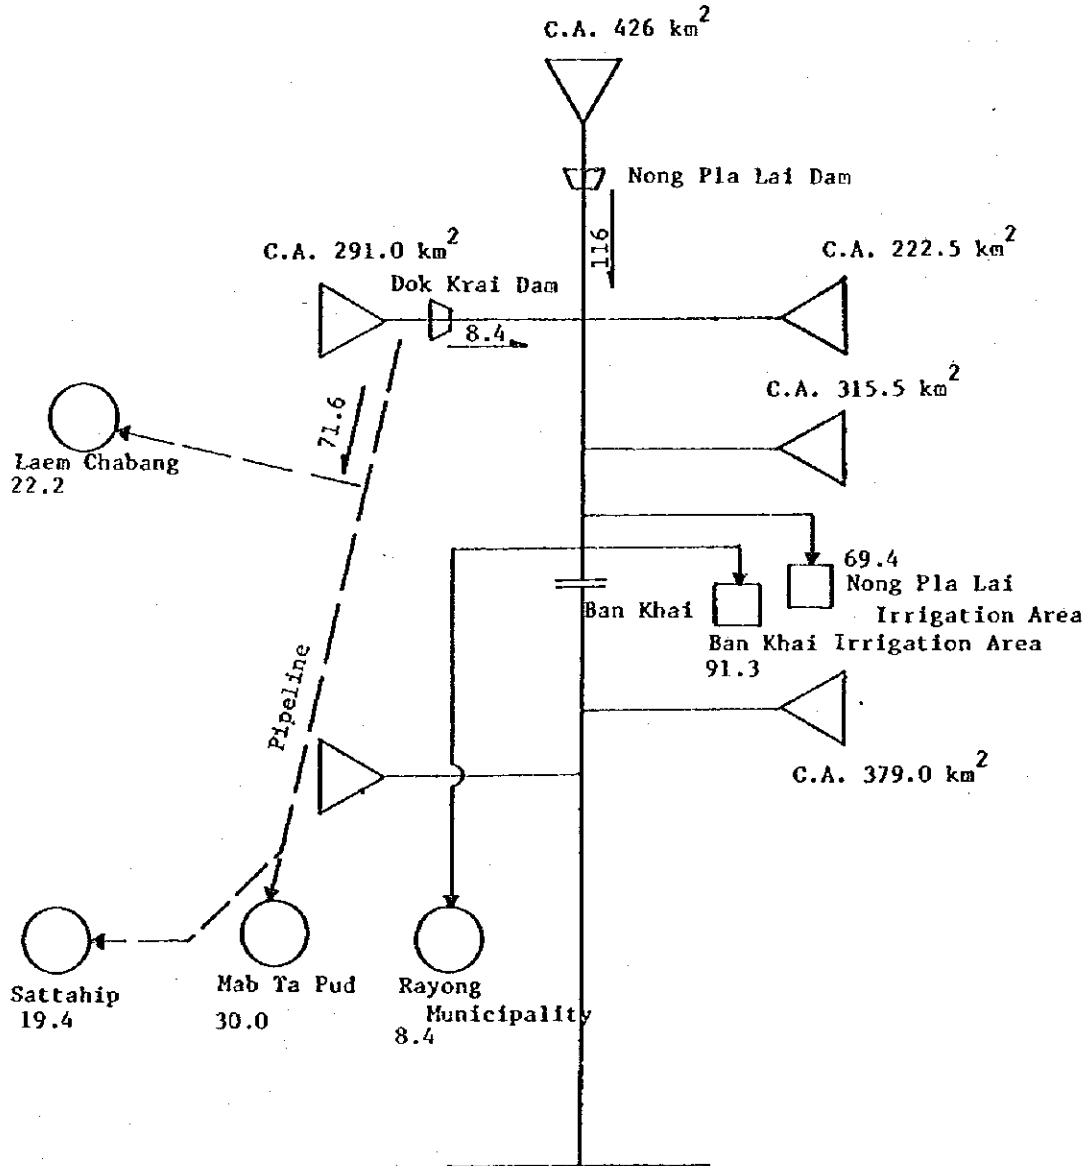 C.A. 426 km²
Nong Pla Lai Dam
116
C.A. 291.0 km²
C.A. 222.5 km²
Dok Krai Dam
8.4
C.A. 315.5 km²
71.6
Laem Chabang
22.2
69.4
Nong Pla Lai
Irrigation Area
Ban Khai
Ban Khai Irrigation Area
91.3
Pipeline
C.A. 379.0 km²
Sattahip
19.4
Mab Ta Pud
30.0
Rayong
Municipality
8.4